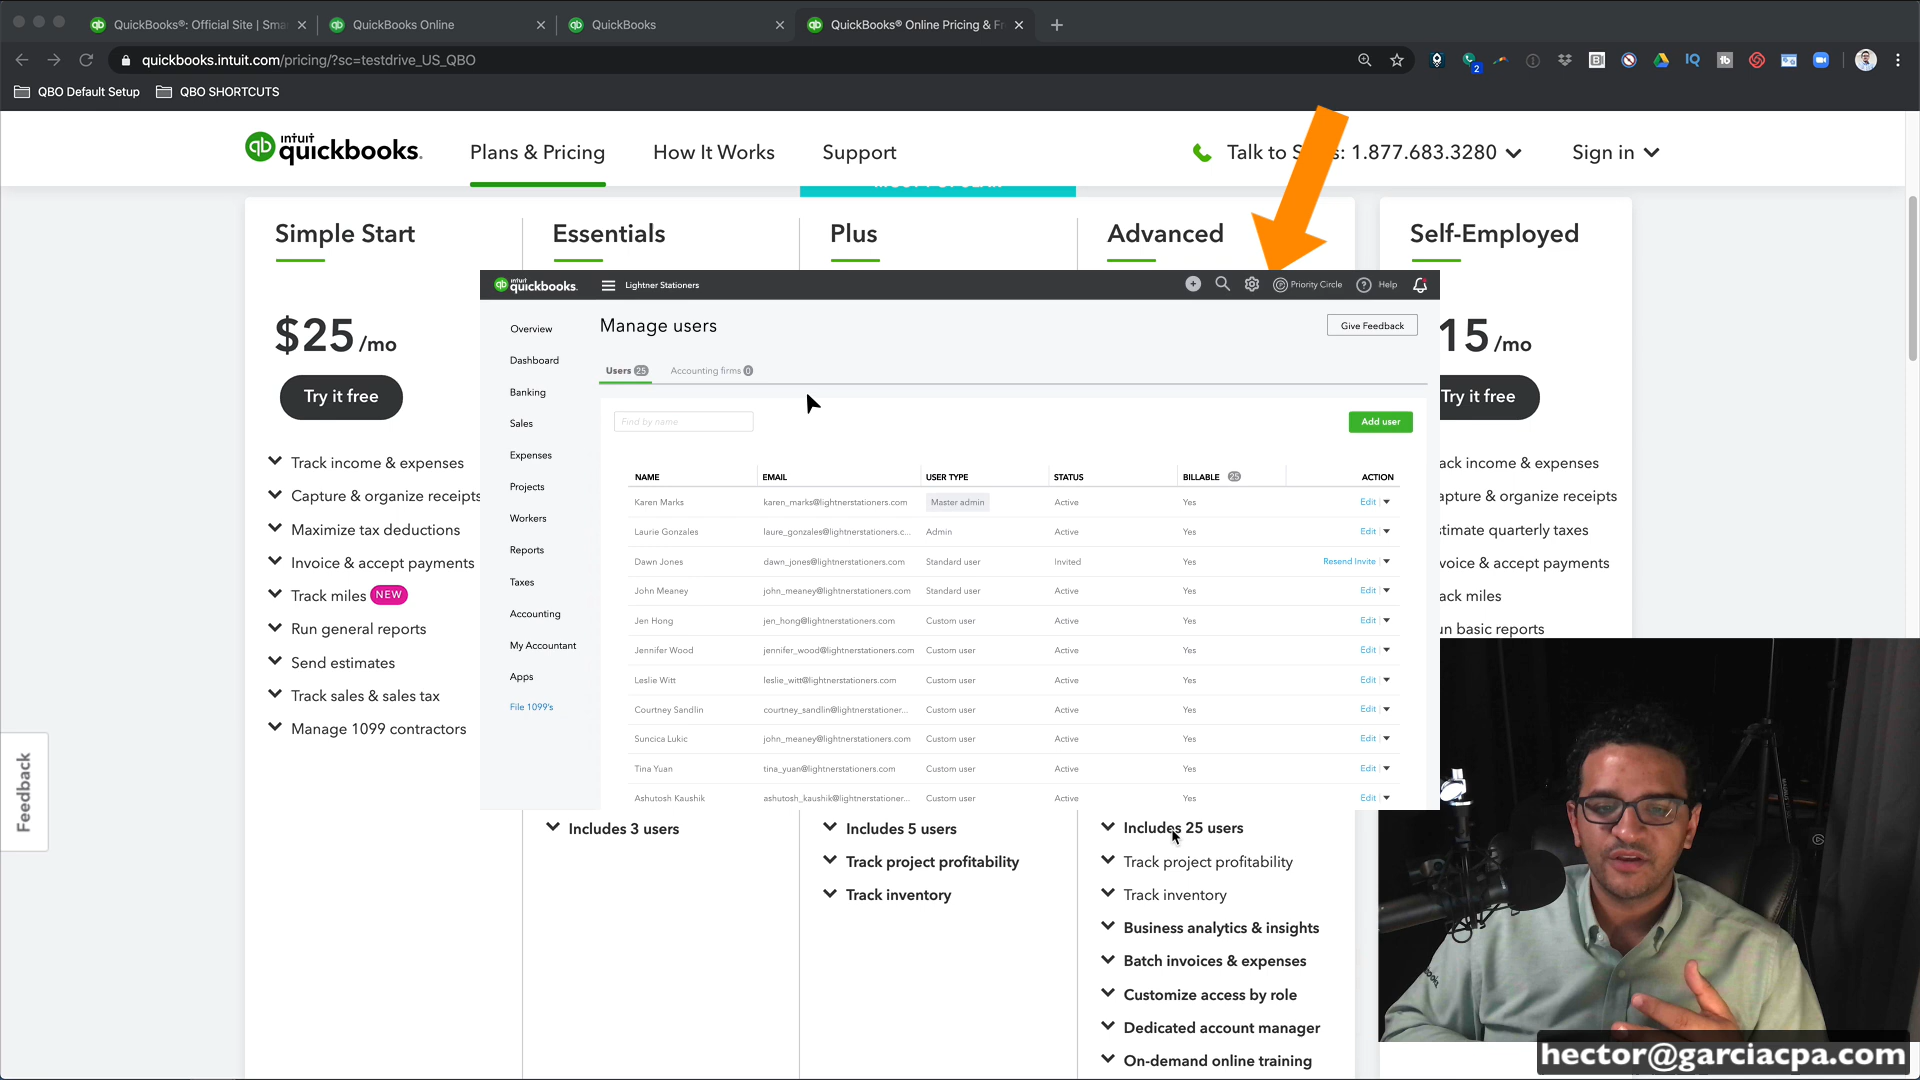 QuickBooks®: Official Site | Sma
QuickBooks Online
QuickBooks
QuickBooks® Online Pricing & Fr
quickbooks.intuit.com/pricing/?sc=testdrive_US_QBO
2
QBO Default Setup
QBO SHORTCUTS
intuit
quickbooks.
Plans & Pricing
How It Works
Support
Talk to S s: 1.877.683.3280
Sign in
Simple Start
Essentials
Plus
Advanced
Self-Employed
$25 /mo
15 /mo
Try it free
Try it free
Track income & expenses
Capture & organize receipts
Maximize tax deductions
Invoice & accept payments
Track miles NEW
Run general reports
Send estimates
Track sales & sales tax
Manage 1099 contractors
Feedback
intuit
quickbooks.
Lightner Stationers
Priority Circle
Help
Overview
Dashboard
Banking
Sales
Expenses
Projects
Workers
Reports
Taxes
Accounting
My Accountant
Apps
File 1099's
Manage users
Give Feedback
Users 25
Accounting firms 0
Find by name
Add user
NAME EMAIL USER TYPE STATUS BILLABLE 25 ACTION
Karen Marks karen_marks@lightnerstationers.com Master admin Active Yes Edit
Laurie Gonzales laure_gonzales@lightnerstationers.c... Admin Active Yes Edit
Dawn Jones dawn_jones@lightnerstationers.com Standard user Invited Yes Resend Invite
John Meaney john_meaney@lightnerstationers.com Standard user Active Yes Edit
Jen Hong jen_hong@lightnerstationers.com Custom user Active Yes Edit
Jennifer Wood jennifer_wood@lightnerstationers.com Custom user Active Yes Edit
Leslie Witt leslie_witt@lightnerstationers.com Custom user Active Yes Edit
Courtney Sandlin courtney_sandlin@lightnerstationer... Custom user Active Yes Edit
Suncica Lukic john_meaney@lightnerstationers.com Custom user Active Yes Edit
Tina Yuan tina_yuan@lightnerstationers.com Custom user Active Yes Edit
Ashutosh Kaushik ashutosh_kaushik@lightnerstationer... Custom user Active Yes Edit
Includes 3 users
Includes 5 users
Track project profitability
Track inventory
Includes 25 users
Track project profitability
Track inventory
Business analytics & insights
Batch invoices & expenses
Customize access by role
Dedicated account manager
On-demand online training
ack income & expenses
apture & organize receipts
stimate quarterly taxes
voice & accept payments
ack miles
un basic reports
hector@garciacpa.com